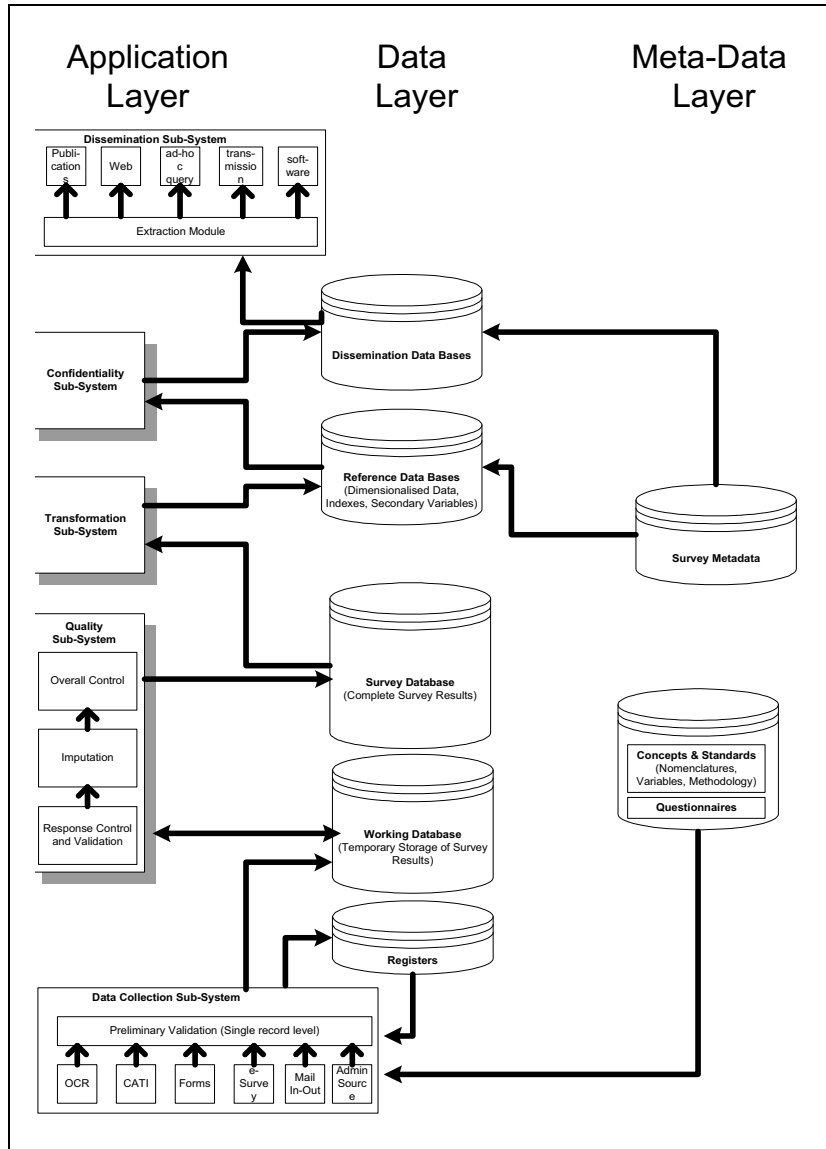 Application
Layer
Data
Layer
Meta-Data
Layer
Dissemination Sub-System
Publi-
cation
s
Web
ad-ho
c
query
trans-
missio
n
soft-
ware
Extraction Module
Dissemination Data Bases
Confidentiality
Sub-System
Reference Data Bases
(Dimensionalised Data,
Indexes, Secondary Variables)
Transformation
Sub-System
Survey Metadata
Quality
Sub-System
Overall Control
Imputation
Response Control
and Validation
Survey Database
(Complete Survey Results)
Concepts & Standards
(Nomenclatures,
Variables, Methodology)
Questionnaires
Working Database
(Temporary Storage of Survey
Results)
Registers
Data Collection Sub-System
Preliminary Validation (Single record level)
OCR
CATI
Forms
e-
Surve
y
Mail
In-Out
Admin
Sourc
e